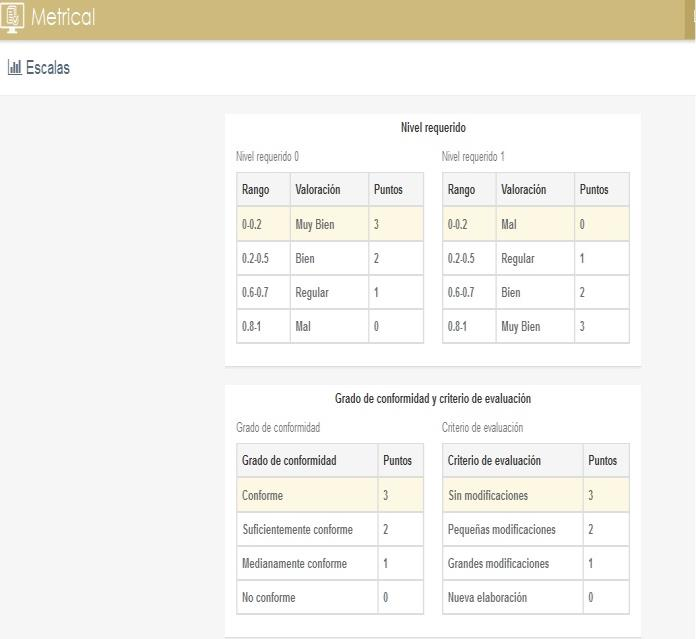 Metrical
Escalas
Nivel requerido
Nivel requerido 0
Rango Valoración Puntos
0-0.2 Muy Bien 3
0.2-0.5 Bien 2
0.6-0.7 Regular 1
0.8-1 Mal 0
Nivel requerido 1
Rango Valoración Puntos
0-0.2 Mal 0
0.2-0.5 Regular 1
0.6-0.7 Bien 2
0.8-1 Muy Bien 3
Grado de conformidad y criterio de evaluación
Grado de conformidad
Grado de conformidad Puntos
Conforme 3
Suficientemente conforme 2
Medianamente conforme 1
No conforme 0
Criterio de evaluación
Criterio de evaluación Puntos
Sin modificaciones 3
Pequeñas modificaciones 2
Grandes modificaciones 1
Nueva elaboración 0